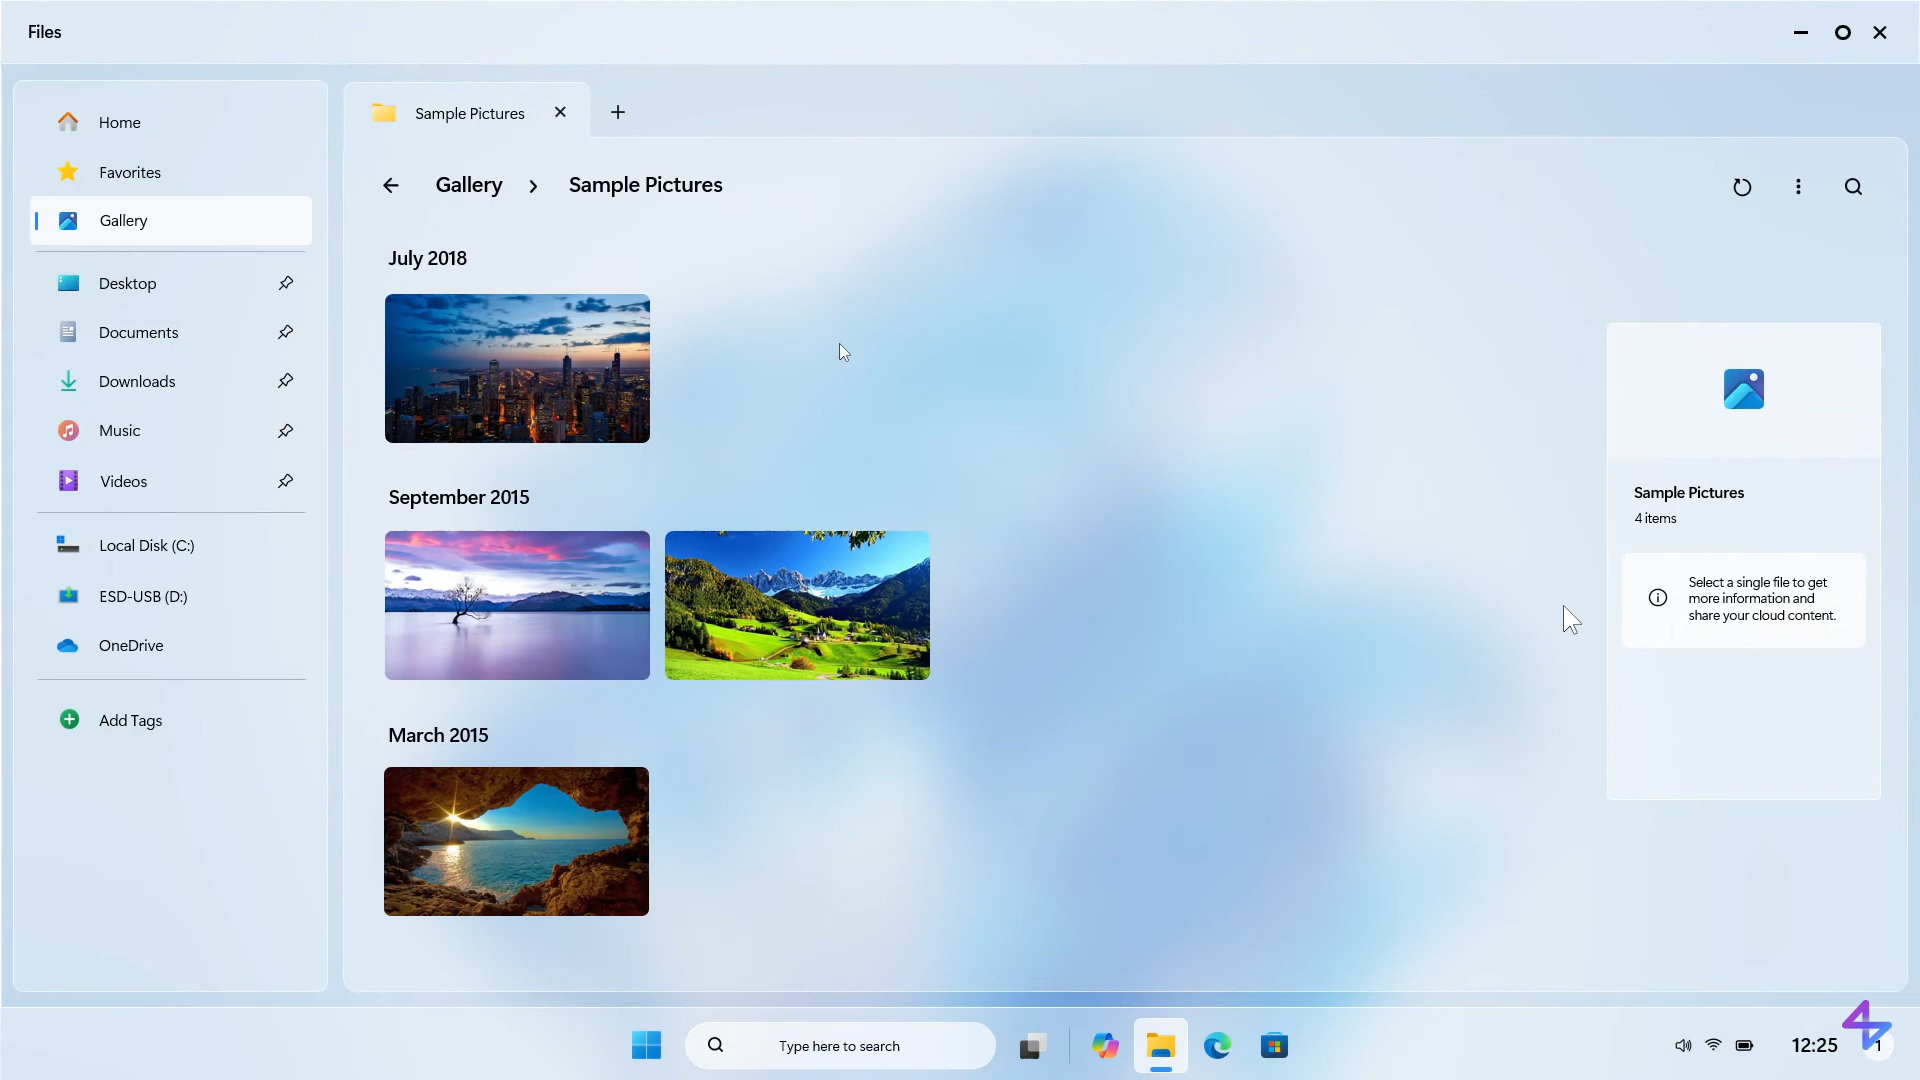 Files
Home
Favorites
Gallery
Desktop
Documents
Downloads
Music
Videos
Local Disk (C:)
ESD-USB (D:)
OneDrive
Add Tags
Sample Pictures
Gallery
Sample Pictures
July 2018
September 2015
March 2015
Sample Pictures
4 items
Select a single file to get
more information and
share your cloud content.
Type here to search
12:25
1